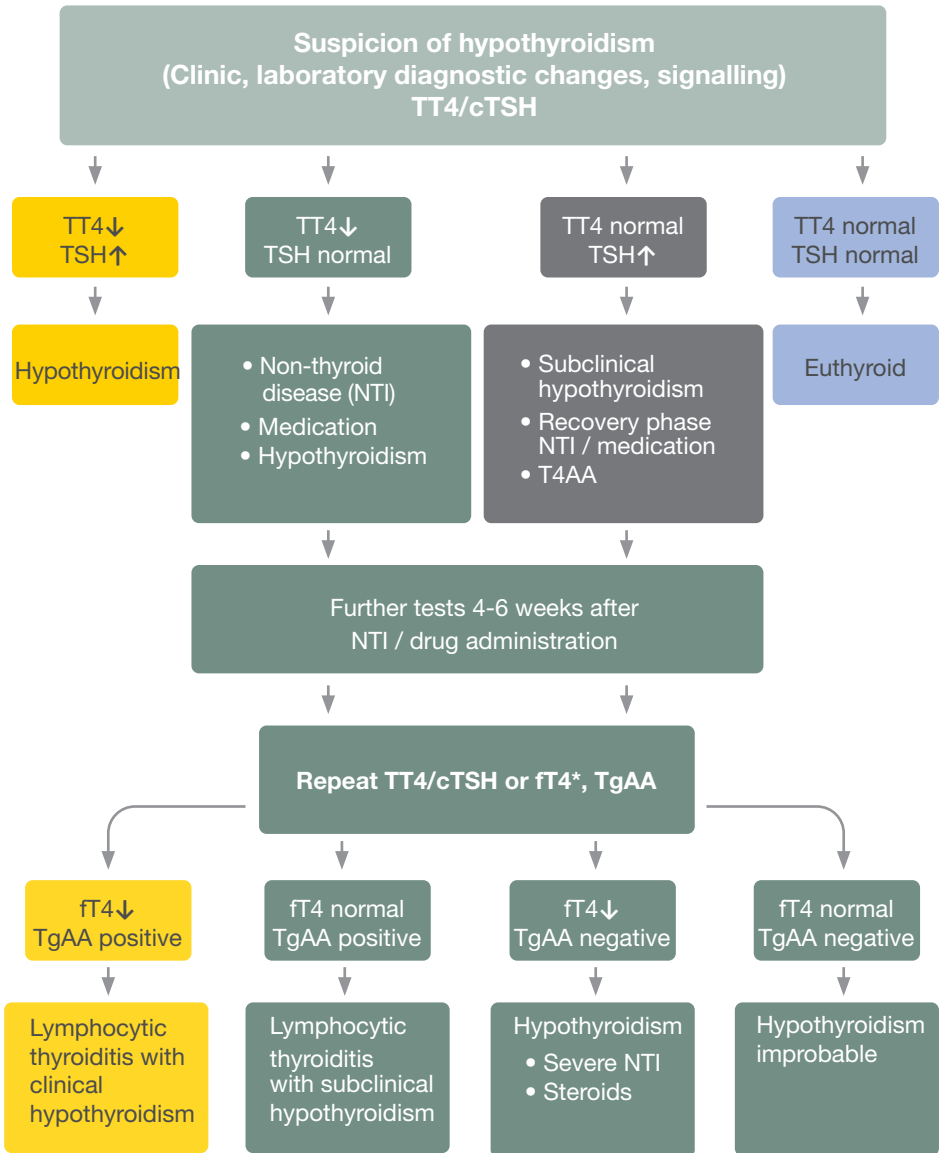 Suspicion of hypothyroidism
(Clinic, laboratory diagnostic changes, signalling)
TT4/cTSH
TT4↓
TSH↑
TT4↓
TSH normal
TT4 normal
TSH↑
TT4 normal
TSH normal
Hypothyroidism
• Non-thyroid
disease (NTI)
• Medication
• Hypothyroidism
• Subclinical
hypothyroidism
• Recovery phase
NTI / medication
• T4AA
Euthyroid
Further tests 4-6 weeks after
NTI / drug administration
Repeat TT4/cTSH or fT4*, TgAA
fT4↓
TgAA positive
fT4 normal
TgAA positive
fT4↓
TgAA negative
fT4 normal
TgAA negative
Lymphocytic
thyroiditis with
clinical
hypothyroidism
Lymphocytic
thyroiditis
with subclinical
hypothyroidism
Hypothyroidism
• Severe NTI
• Steroids
Hypothyroidism
improbable